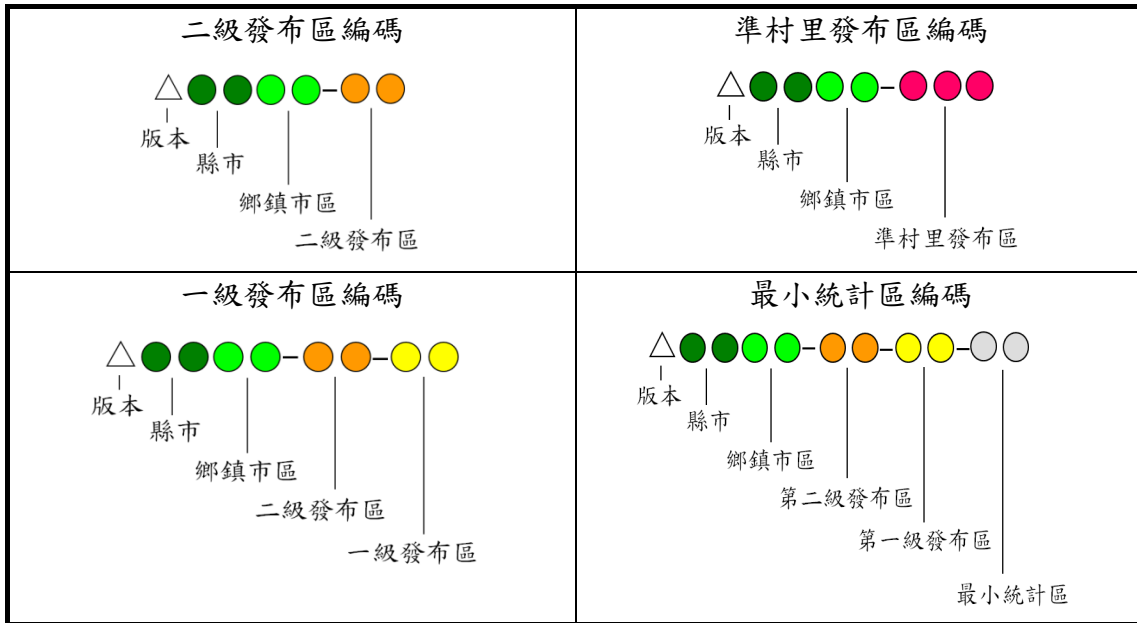 二級發布區編碼
版本
縣市
鄉鎮市區
二級發布區
準村里發布區編碼
版本
縣市
鄉鎮市區
準村里發布區
一級發布區編碼
版本
縣市
鄉鎮市區
二級發布區
一級發布區
最小統計區編碼
版本
縣市
鄉鎮市區
第二級發布區
第一級發布區
最小統計區